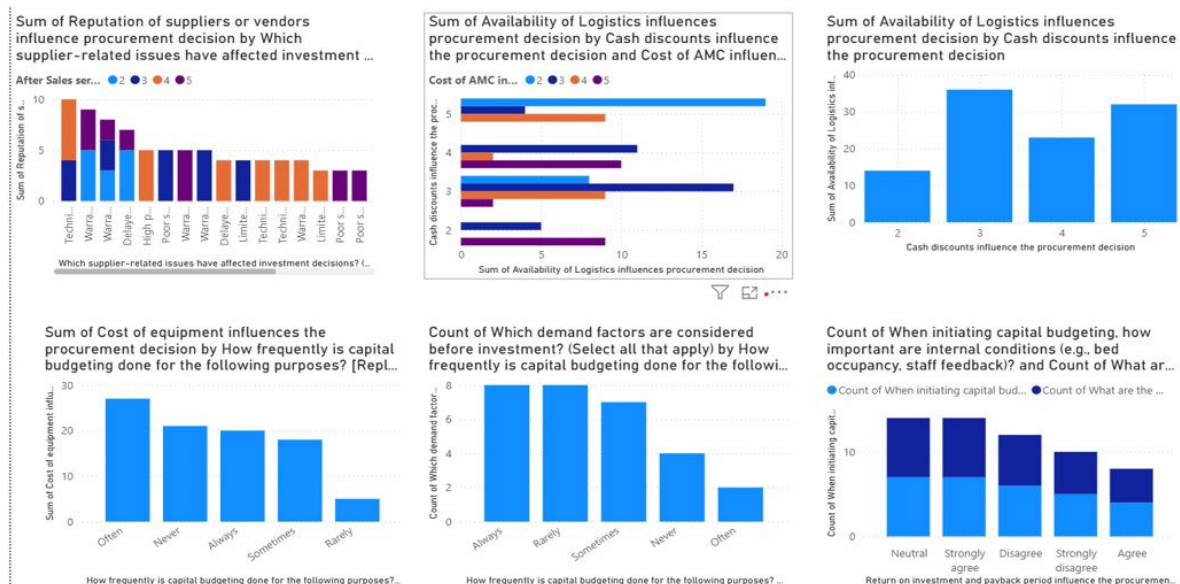 Sum of Reputation of suppliers or vendors
influence procurement decision by Which
supplier-related issues have affected investment ...
After Sales ser... 2 3 4 5
Sum of Reputation of s...
10
5
0
Techni...
Warra...
Warra...
Delaye...
High p...
Poor s...
Warra...
Warra...
Delaye...
Limite...
Techni...
Techni...
Warra...
Limite...
Poor s...
Poor s...
Which supplier-related issues have affected investment decisions? (...
Sum of Availability of Logistics influences
procurement decision by Cash discounts influence
the procurement decision and Cost of AMC influen...
Cost of AMC in... 2 3 4 5
Cash discounts influence the proc...
5
4
3
2
0 5 10 15 20
Sum of Availability of Logistics influences procurement decision
Sum of Availability of Logistics influences
procurement decision by Cash discounts influence
the procurement decision
Sum of Availability of Logistics inf...
40
30
20
10
0
2 3 4 5
Cash discounts influence the procurement decision
Sum of Cost of equipment influences the
procurement decision by How frequently is capital
budgeting done for the following purposes? [Repl...
Sum of Cost of equipment influ...
30
20
10
0
Often Never Always Sometimes Rarely
How frequently is capital budgeting done for the following purposes?...
Count of Which demand factors are considered
before investment? (Select all that apply) by How
frequently is capital budgeting done for the followi...
Count of Which demand factor...
8
6
4
2
0
Always Rarely Sometimes Never Often
How frequently is capital budgeting done for the following purposes?...
Count of When initiating capital budgeting, how
important are internal conditions (e.g., bed
occupancy, staff feedback)? and Count of What ar...
Count of When initiating capital bud... Count of What are the ...
Count of When initiating capit...
10
0
Neutral Strongly agree Disagree Strongly disagree Agree
Return on investment and payback period influence the procuremen...